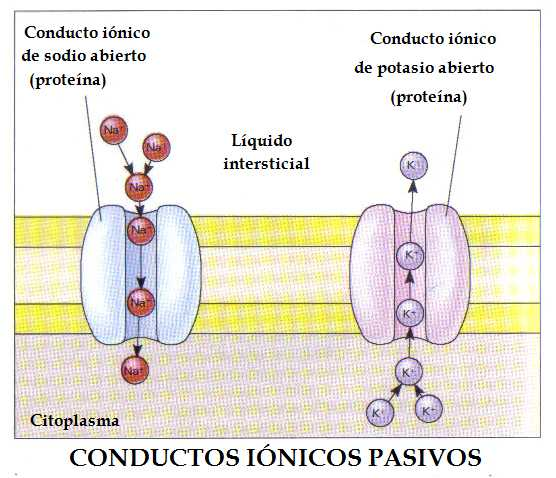 Conducto iónico
de sodio abierto
(proteína)
Conducto iónico
de potasio abierto
(proteína)
Líquido
intersticial
Na⁺
Na⁺
Na⁺
Na⁺
Na⁺
Na⁺
K⁺
K⁺
K⁺
K⁺
K⁺
K⁺
Citoplasma
CONDUCTOS IÓNICOS PASIVOS